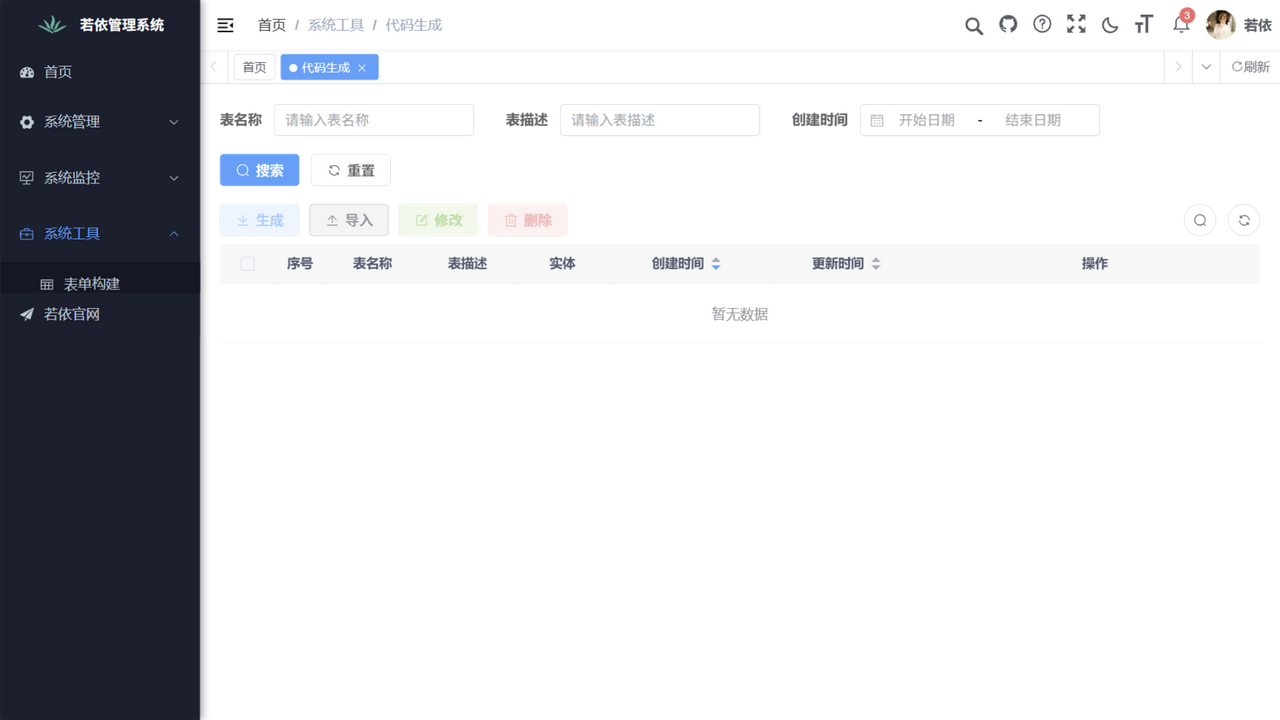 若依管理系统
首页
系统管理
系统监控
系统工具
表单构建
若依官网
首页 / 系统工具 / 代码生成
3
若依
首页
代码生成
刷新
表名称 请输入表名称 表描述 请输入表描述 创建时间 开始日期 - 结束日期
搜索 重置
生成 导入 修改 删除
序号 表名称 表描述 实体 创建时间 更新时间 操作
暂无数据